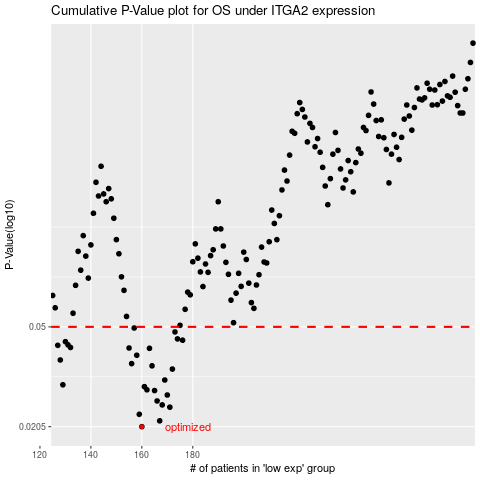 Cumulative P-Value plot for OS under ITGA2 expression
P-Value(log10)
0.05
0.0205
optimized
120 140 160 180
# of patients in 'low exp' group